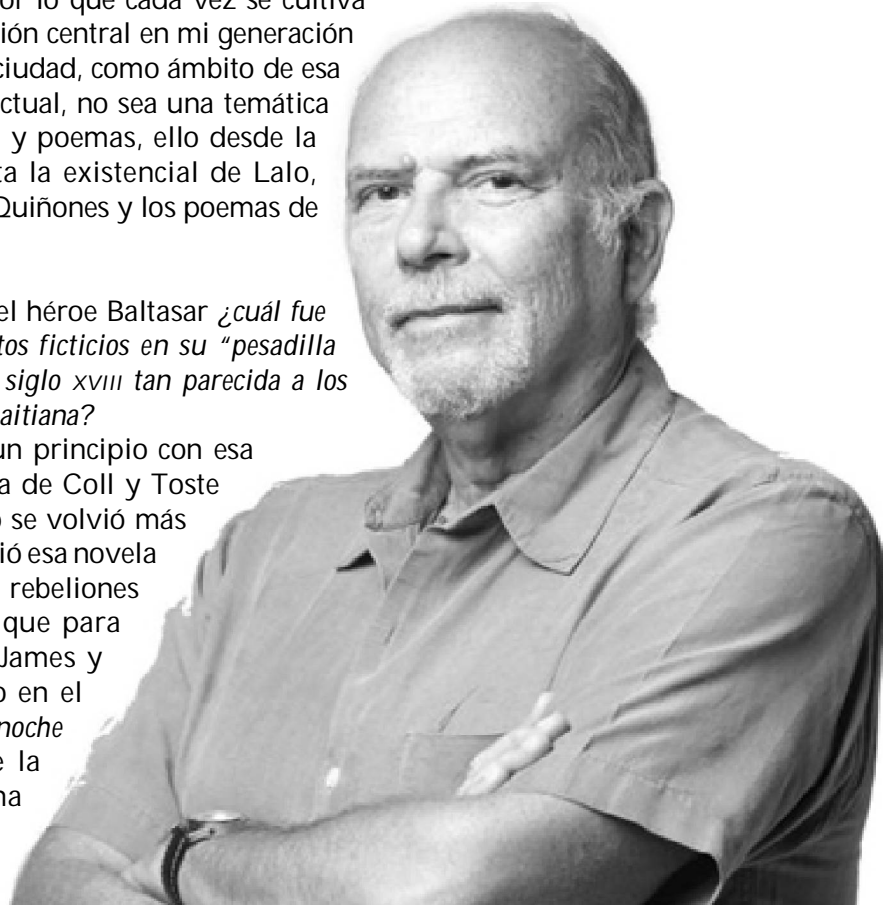 or lo que cada vez se cultiva
ción central en mi generación
ciudad, como ámbito de esa
ctual, no sea una temática
y poemas, ello desde la
ta la existencial de Lalo,
Quiñones y los poemas de
el héroe Baltasar ¿cuál fue
tos ficticios en su “pesadilla
siglo XVIII tan parecida a los
aitiana?
un principio con esa
a de Coll y Toste
o se volvió más
ió esa novela
rebeliones
que para
James y
o en el
noche
e la
na